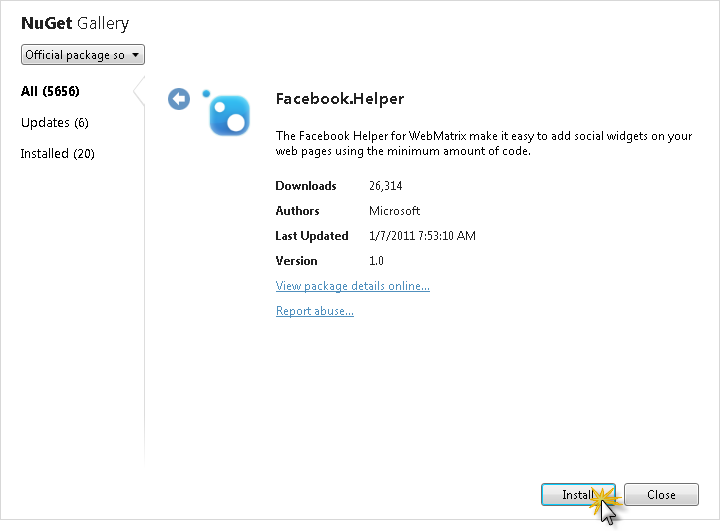 NuGet Gallery
Official package so
All (5656)
Updates (6)
Installed (20)
Facebook.Helper
The Facebook Helper for WebMatrix make it easy to add social widgets on your
web pages using the minimum amount of code.
Downloads 26,314
Authors Microsoft
Last Updated 1/7/2011 7:53:10 AM
Version 1.0
View package details online...
Report abuse...
Install Close